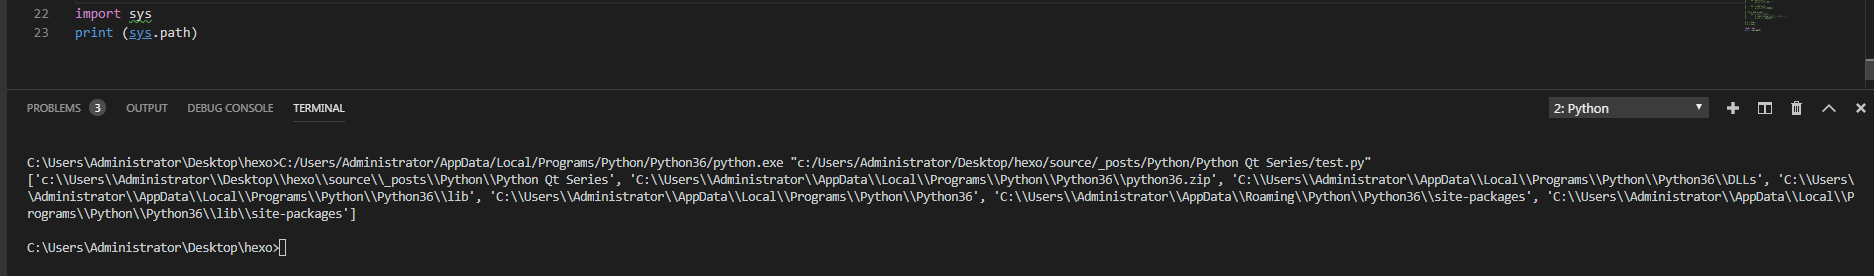 22 import sys
23 print (sys.path)
PROBLEMS 3 OUTPUT DEBUG CONSOLE TERMINAL 2: Python
C:\Users\Administrator\Desktop\hexo>C:/Users/Administrator/AppData/Local/Programs/Python/Python36/python.exe "c:/Users/Administrator/Desktop/hexo/source/_posts/Python/Python Qt Series/test.py"
['c:\\Users\\Administrator\\Desktop\\hexo\\source\\_posts\\Python\\Python Qt Series', 'C:\\Users\\Administrator\\AppData\\Local\\Programs\\Python\\Python36\\python36.zip', 'C:\\Users\\Administrator\\AppData\\Local\\Programs\\Python\\Python36\\DLLs', 'C:\\Users\
\Administrator\\AppData\\Local\\Programs\\Python\\Python36\\lib', 'C:\\Users\\Administrator\\AppData\\Local\\Programs\\Python\\Python36', 'C:\\Users\\Administrator\\AppData\\Roaming\\Python\\Python36\\site-packages', 'C:\\Users\\Administrator\\AppData\\Local\\P
rograms\\Python\\Python36\\lib\\site-packages']
C:\Users\Administrator\Desktop\hexo>